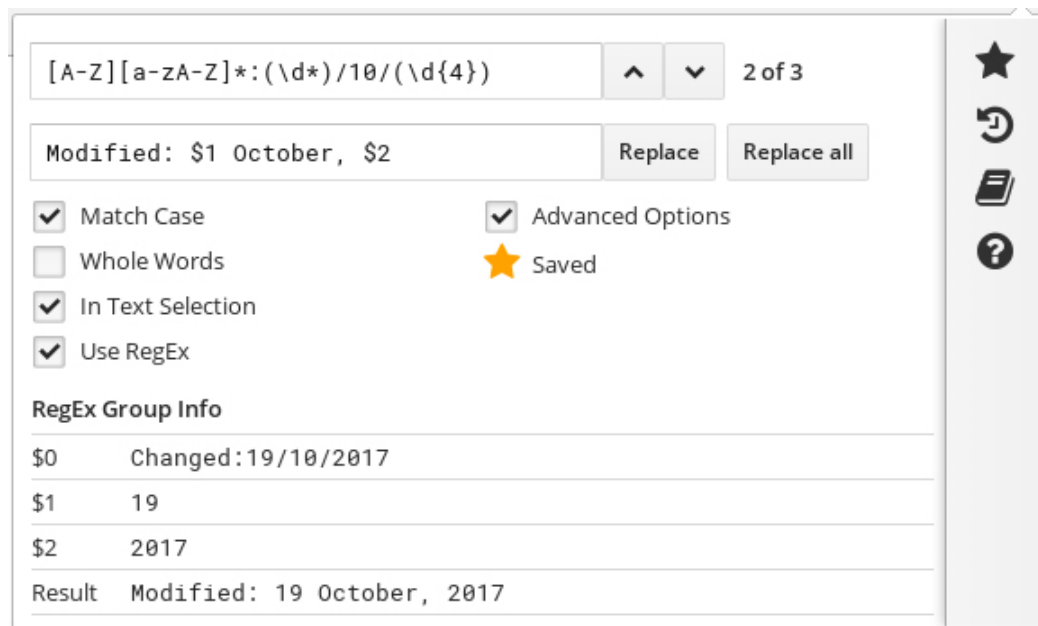 [A-Z][a-zA-Z]*:(\d*)/10/(\d{4}) 2 of 3
Modified: $1 October, $2 Replace Replace all
Match Case Advanced Options
Whole Words Saved
In Text Selection
Use RegEx
RegEx Group Info
$0 Changed:19/10/2017
$1 19
$2 2017
Result Modified: 19 October, 2017